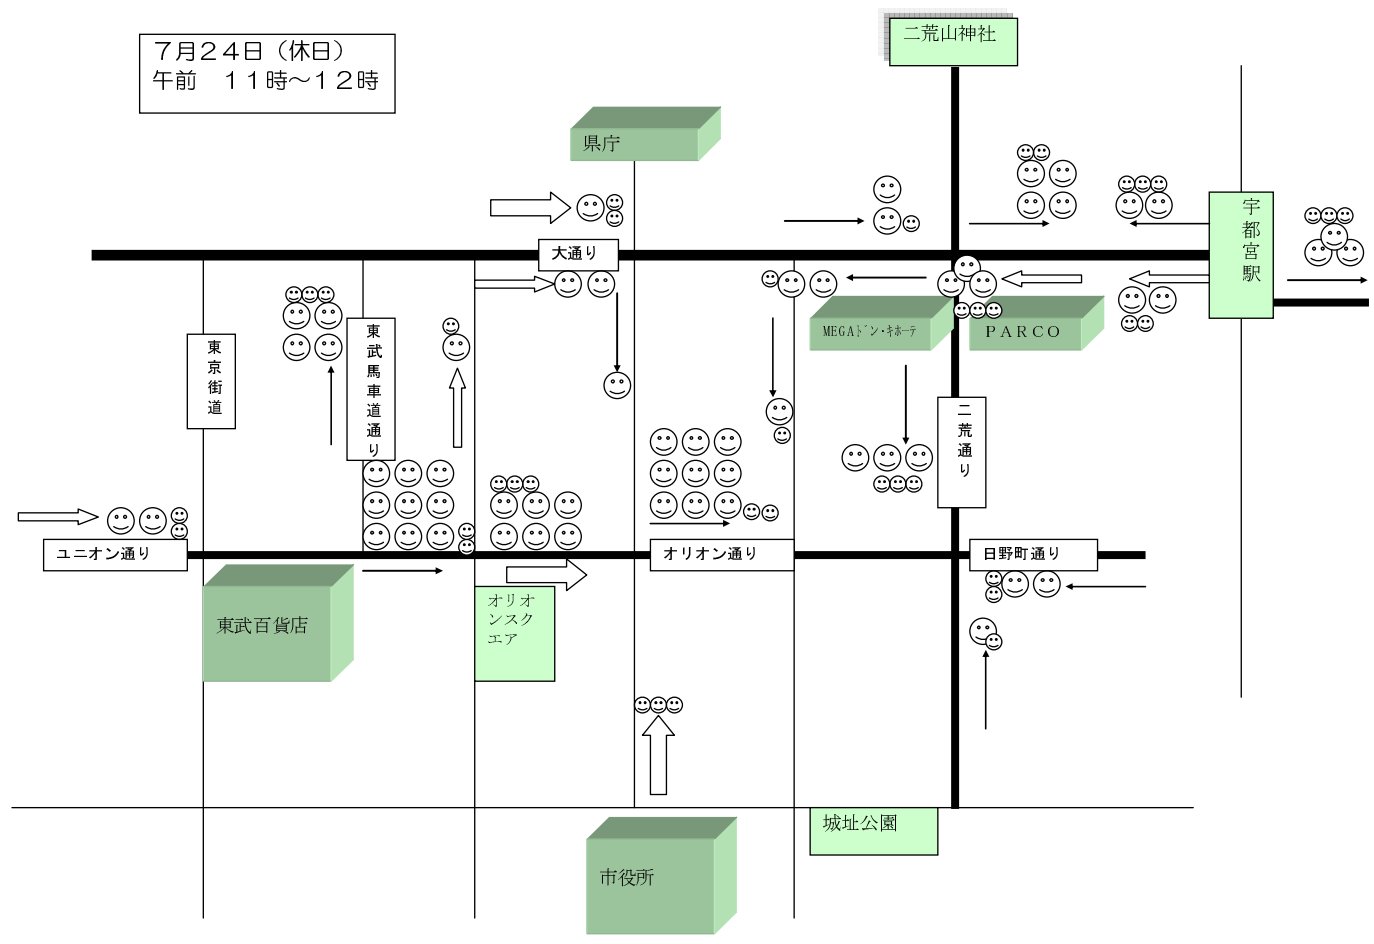 ７月２４日（休日）
午前　１１時～１２時
二荒山神社
県庁
宇都宮駅
大通り
MEGAドン・キホーテ
ＰＡＲＣＯ
東京街道
東武馬車道通り
二荒通り
ユニオン通り
オリオン通り
日野町通り
東武百貨店
オリオ
ンスク
エア
城址公園
市役所